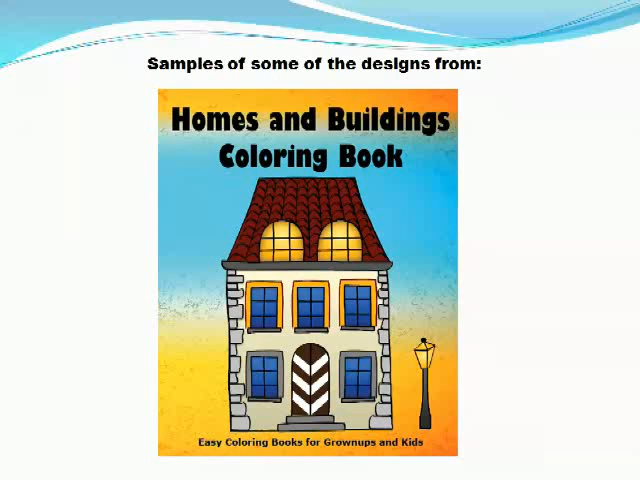 Samples of some of the designs from:
Homes and Buildings
Coloring Book
Easy Coloring Books for Grownups and Kids